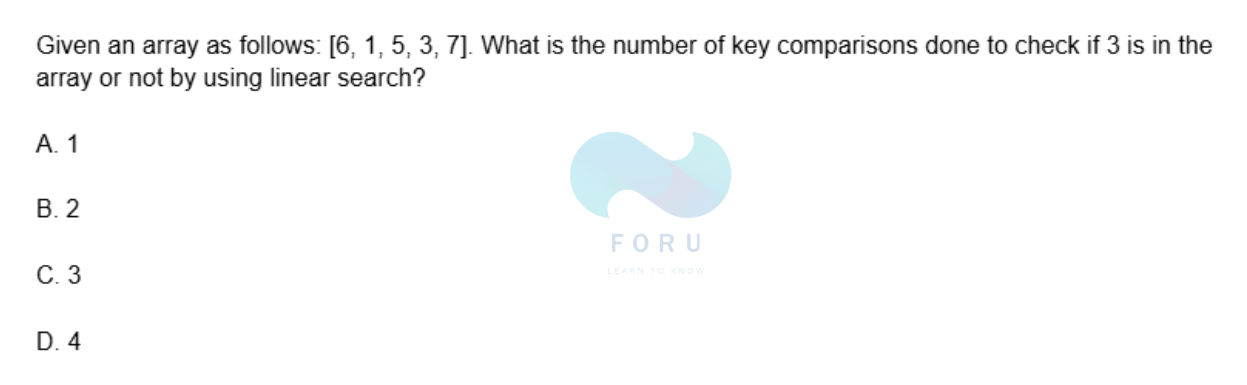 Given an array as follows: [6, 1, 5, 3, 7]. What is the number of key comparisons done to check if 3 is in the
array or not by using linear search?
A. 1
B. 2
FORU
LEARN TO KNOW
C. 3
D. 4